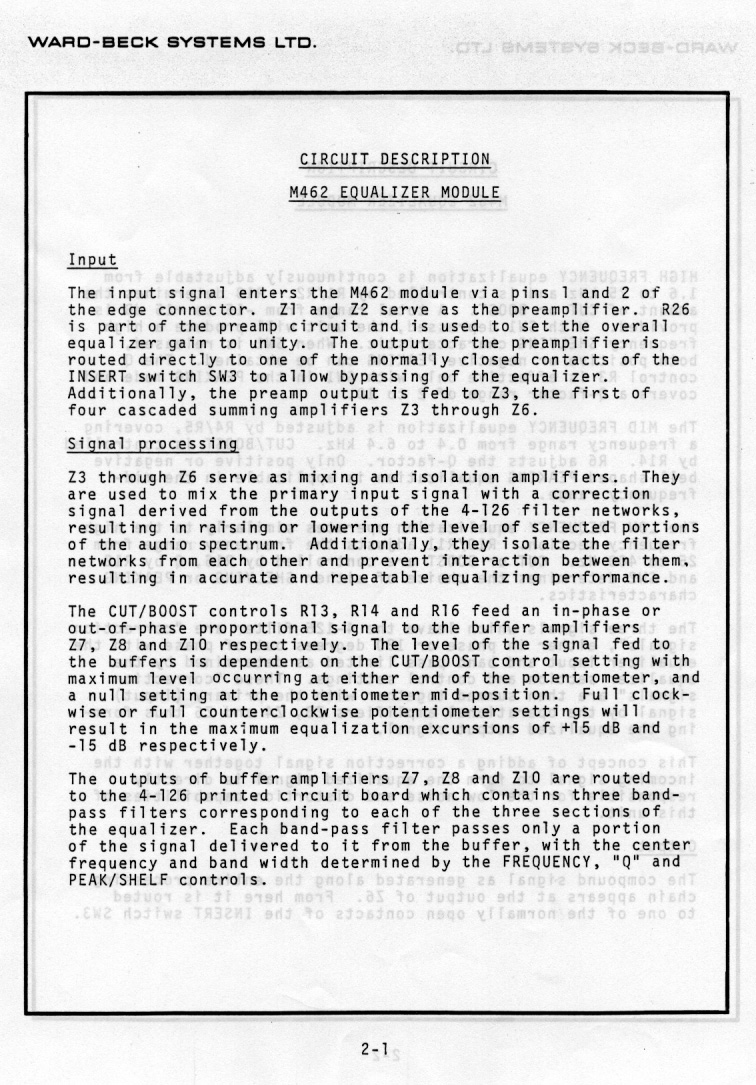 WARD-BECK SYSTEMS LTD.
CIRCUIT DESCRIPTION
M462 EQUALIZER MODULE
Input
The input signal enters the M462 module via pins 1 and 2 of
the edge connector. Z1 and Z2 serve as the preamplifier. R26
is part of the preamp circuit and is used to set the overall
equalizer gain to unity. The output of the preamplifier is
routed directly to one of the normally closed contacts of the
INSERT switch SW3 to allow bypassing of the equalizer.
Additionally, the preamp output is fed to Z3, the first of
four cascaded summing amplifiers Z3 through Z6.
Signal processing
Z3 through Z6 serve as mixing and isolation amplifiers. They
are used to mix the primary input signal with a correction
signal derived from the outputs of the 4-126 filter networks,
resulting in raising or lowering the level of selected portions
of the audio spectrum. Additionally, they isolate the filter
networks from each other and prevent interaction between them,
resulting in accurate and repeatable equalizing performance.
The CUT/BOOST controls R13, R14 and R16 feed an in-phase or
out-of-phase proportional signal to the buffer amplifiers
Z7, Z8 and Z10 respectively. The level of the signal fed to
the buffers is dependent on the CUT/BOOST control setting with
maximum level occurring at either end of the potentiometer, and
a null setting at the potentiometer mid-position. Full clock-
wise or full counterclockwise potentiometer settings will
result in the maximum equalization excursions of +15 dB and
-15 dB respectively.
The outputs of buffer amplifiers Z7, Z8 and Z10 are routed
to the 4-126 printed circuit board which contains three band-
pass filters corresponding to each of the three sections of
the equalizer. Each band-pass filter passes only a portion
of the signal delivered to it from the buffer, with the center
frequency and band width determined by the FREQUENCY, "Q" and
PEAK/SHELF controls.
2-1